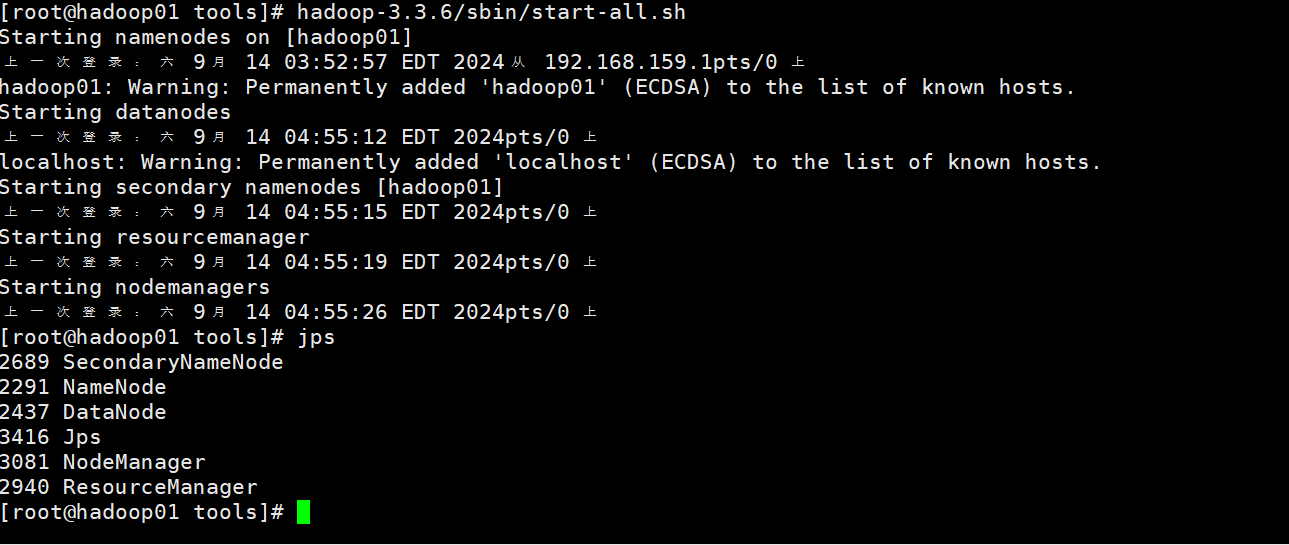 [root@hadoop01 tools]# hadoop-3.3.6/sbin/start-all.sh
Starting namenodes on [hadoop01]
上一次登录：六 9月 14 03:52:57 EDT 2024从 192.168.159.1pts/0 上
hadoop01: Warning: Permanently added 'hadoop01' (ECDSA) to the list of known hosts.
Starting datanodes
上一次登录：六 9月 14 04:55:12 EDT 2024pts/0 上
localhost: Warning: Permanently added 'localhost' (ECDSA) to the list of known hosts.
Starting secondary namenodes [hadoop01]
上一次登录：六 9月 14 04:55:15 EDT 2024pts/0 上
Starting resourcemanager
上一次登录：六 9月 14 04:55:19 EDT 2024pts/0 上
Starting nodemanagers
上一次登录：六 9月 14 04:55:26 EDT 2024pts/0 上
[root@hadoop01 tools]# jps
2689 SecondaryNameNode
2291 NameNode
2437 DataNode
3416 Jps
3081 NodeManager
2940 ResourceManager
[root@hadoop01 tools]#